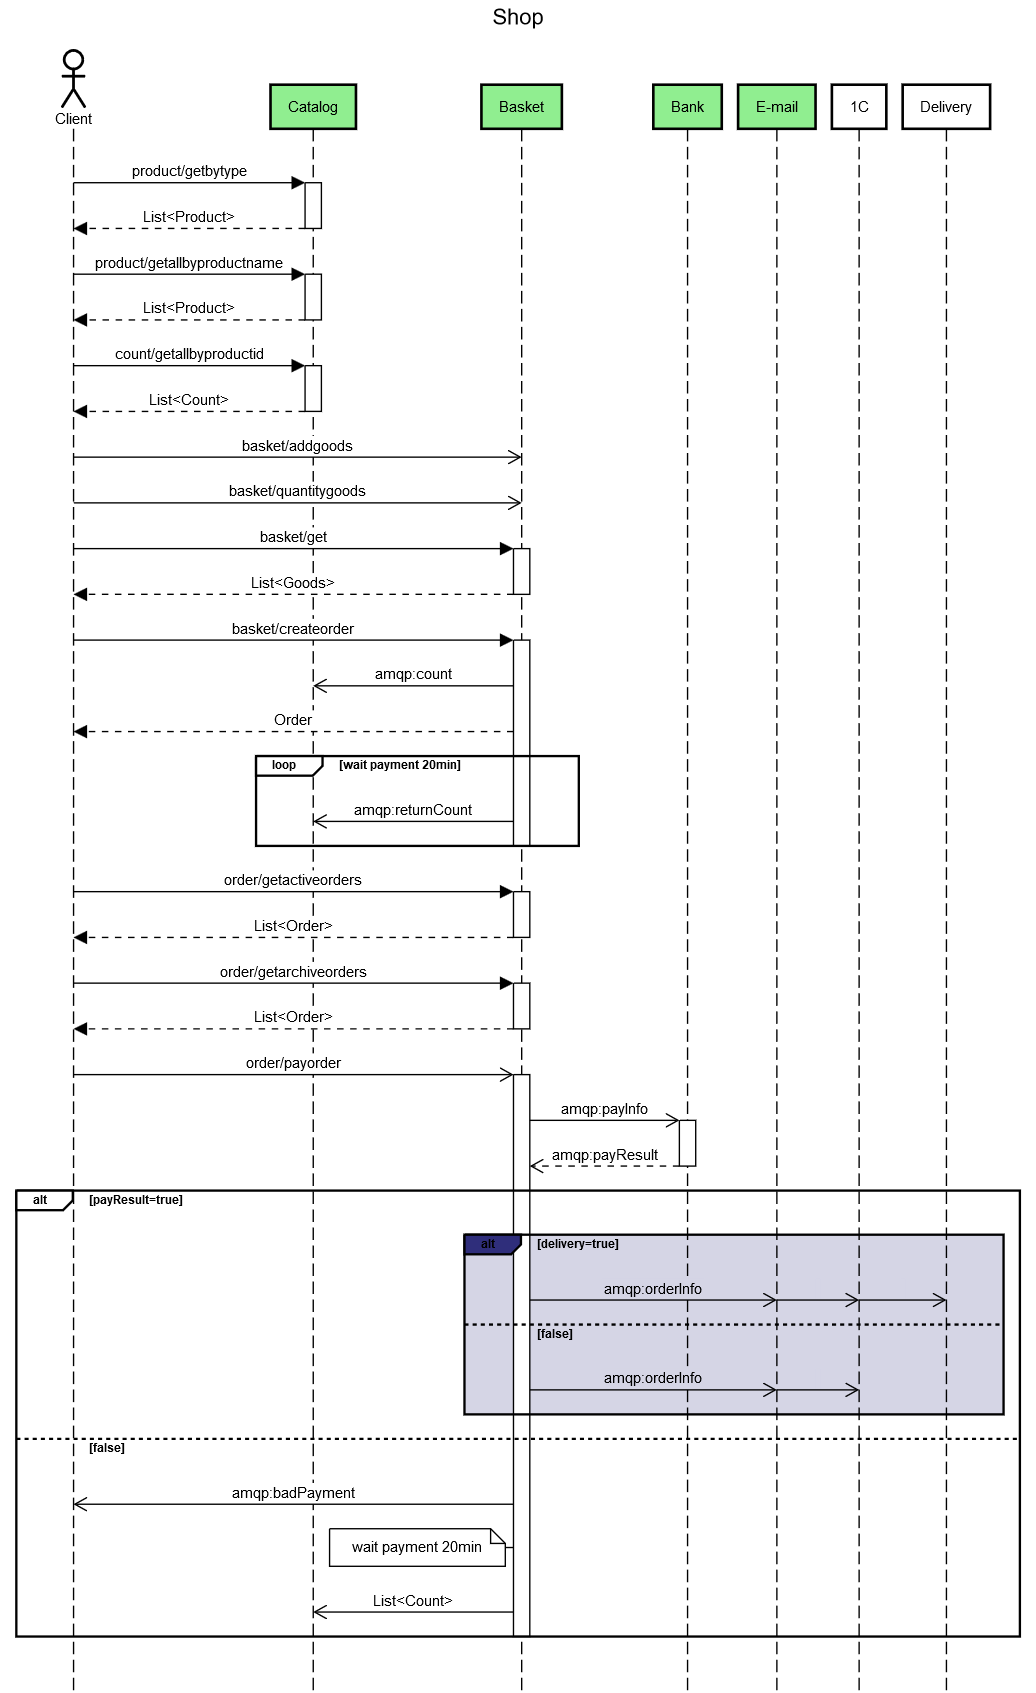 Shop
Client
Catalog
Basket
Bank
E-mail
1C
Delivery
product/getbytype
List<Product>
product/getallbyproductname
List<Product>
count/getallbyproductid
List<Count>
basket/addgoods
basket/quantitygoods
basket/get
List<Goods>
basket/createorder
amqp:count
Order
loop
[wait payment 20min]
amqp:returnCount
order/getactiveorders
List<Order>
order/getarchiveorders
List<Order>
order/payorder
amqp:payInfo
amqp:payResult
alt
[payResult=true]
alt
[delivery=true]
amqp:orderInfo
[false]
amqp:orderInfo
[false]
amqp:badPayment
wait payment 20min
List<Count>